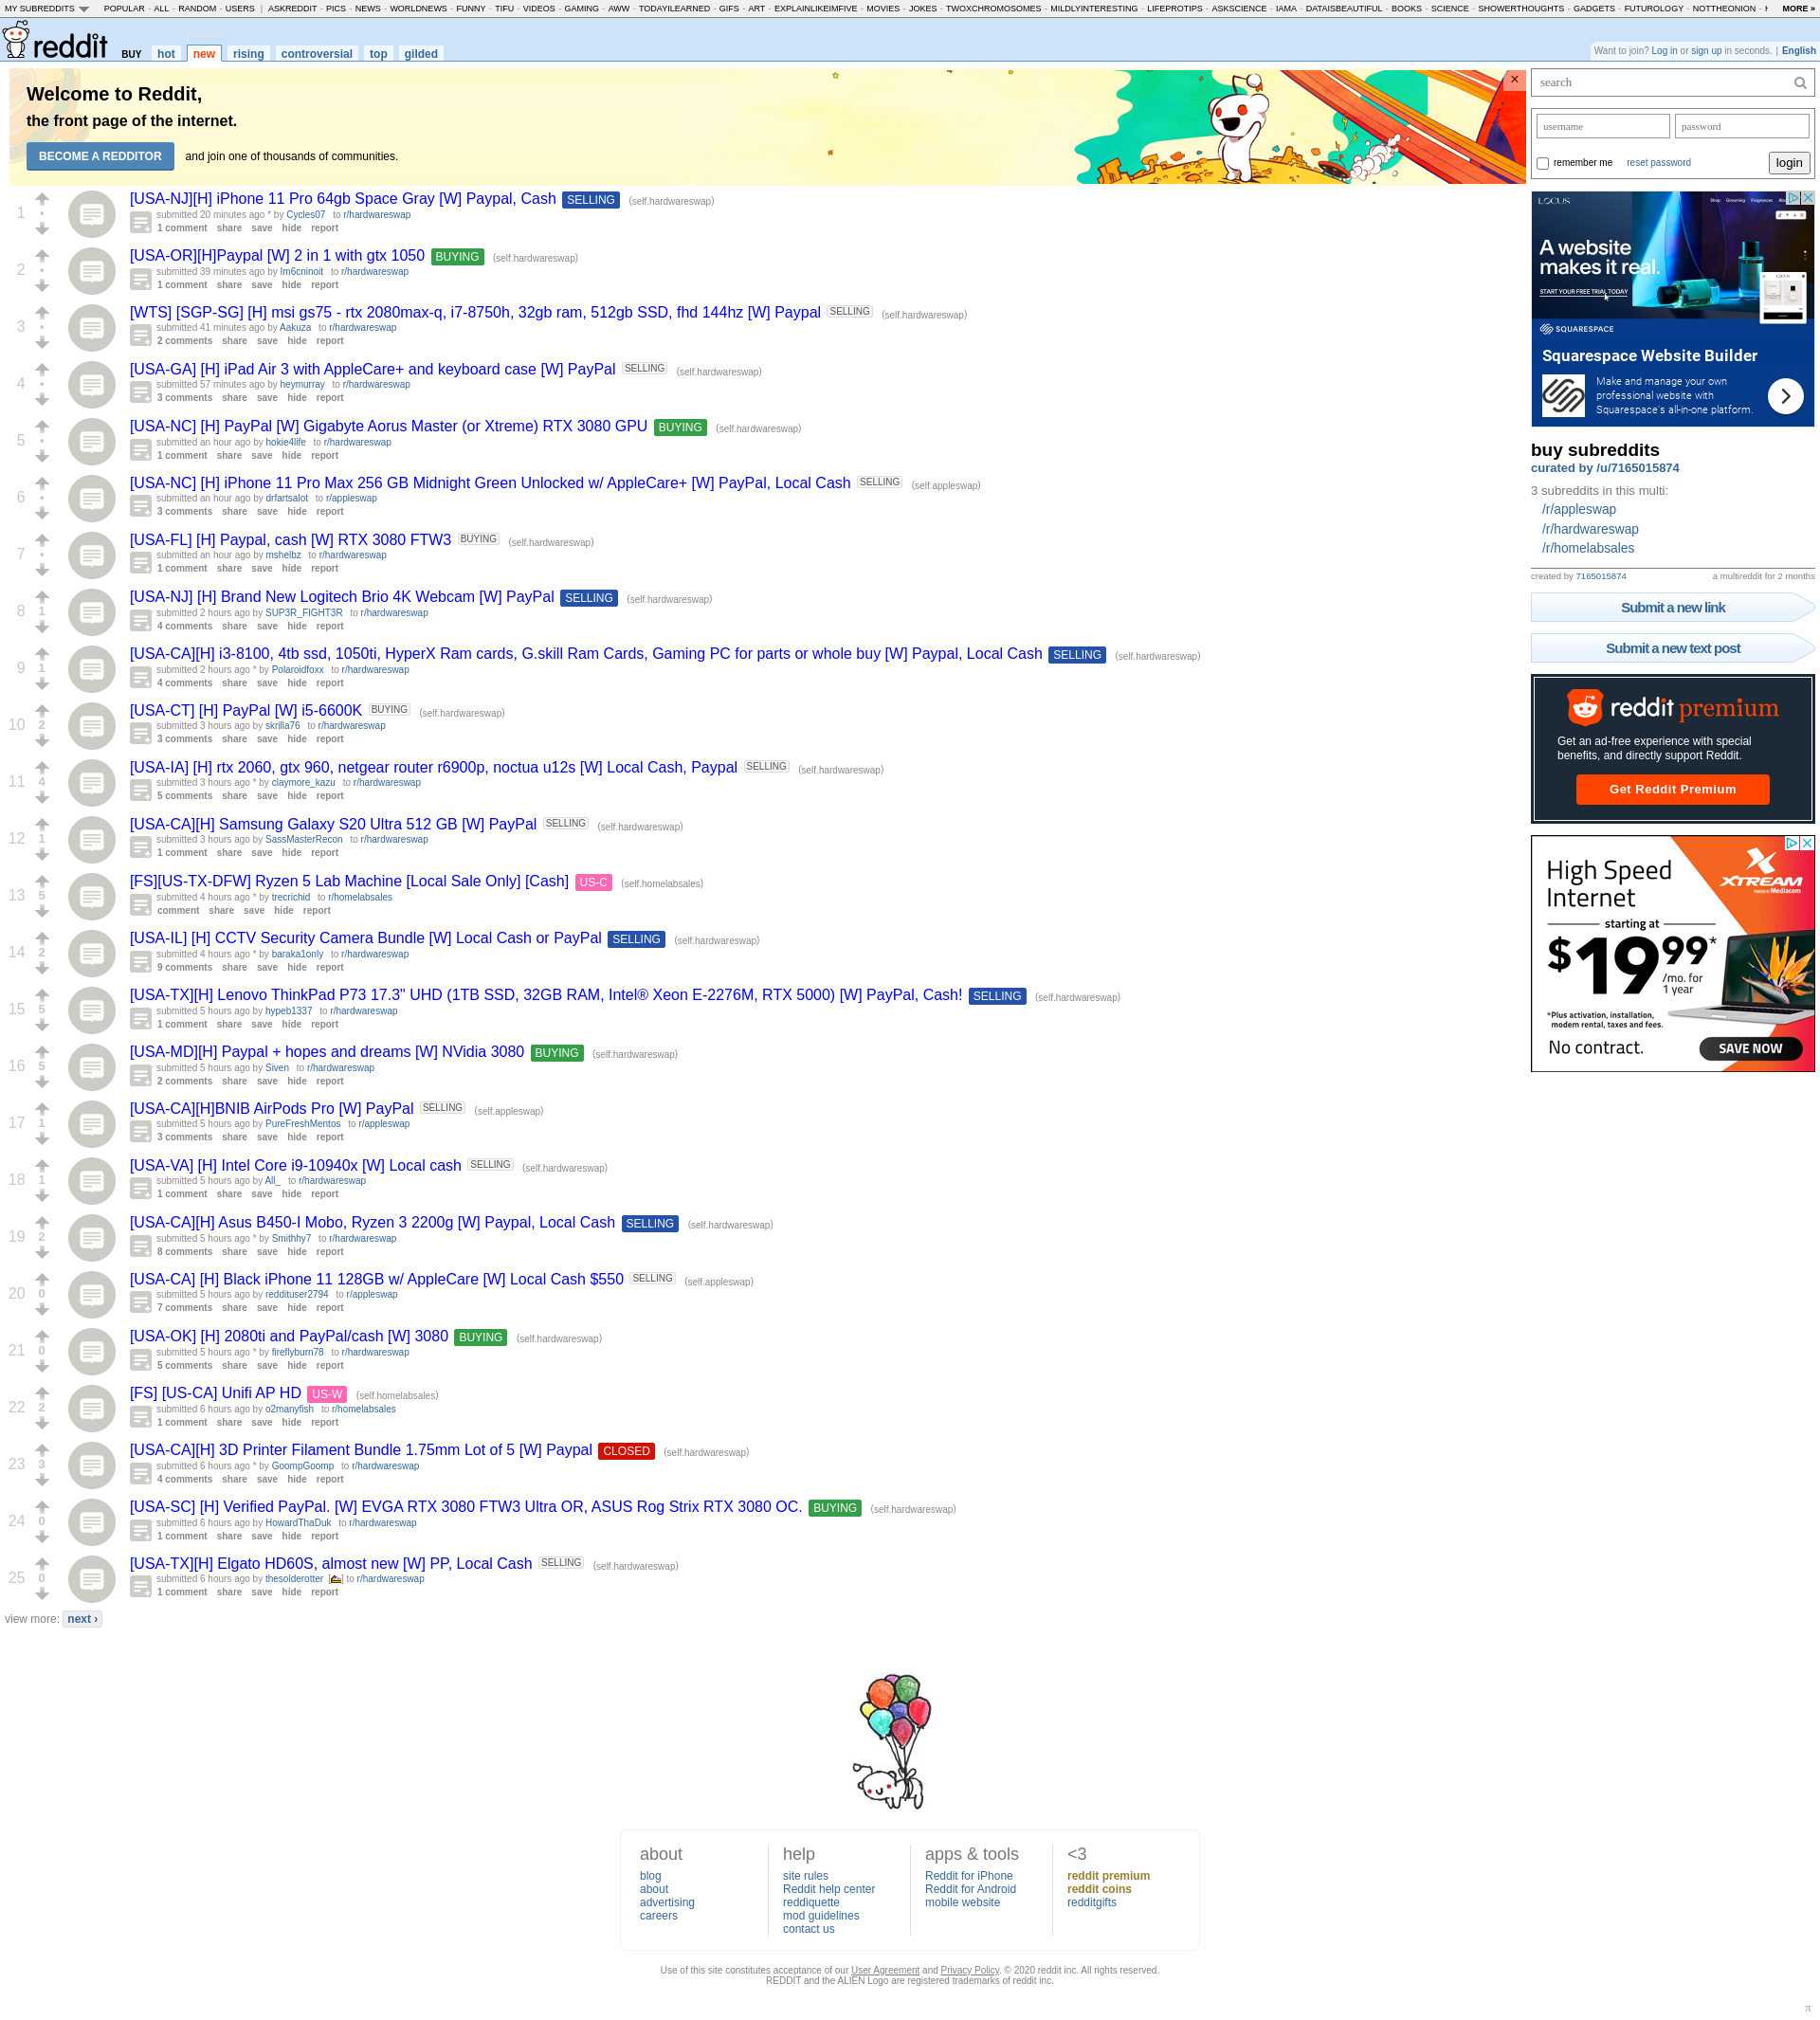 MY SUBREDDITS POPULAR - ALL - RANDOM - USERS | ASKREDDIT - PICS - NEWS - WORLDNEWS - FUNNY - TIFU - VIDEOS - GAMING - AWW - TODAYILEARNED - GIFS - ART - EXPLAINLIKEIMFIVE - MOVIES - JOKES - TWOXCHROMOSOMES - MILDLYINTERESTING - LIFEPROTIPS - ASKSCIENCE - IAMA - DATAISBEAUTIFUL - BOOKS - SCIENCE - SHOWERTHOUGHTS - GADGETS - FUTUROLOGY - NOTTHEONION - MORE »
reddit BUY hot new rising controversial top gilded
Want to join? Log in or sign up in seconds. | English
Welcome to Reddit,
the front page of the internet.
BECOME A REDDITOR and join one of thousands of communities.
×
1 [USA-NJ][H] iPhone 11 Pro 64gb Space Gray [W] Paypal, Cash SELLING (self.hardwareswap)
submitted 20 minutes ago * by Cycles07 to r/hardwareswap
1 comment share save hide report
2 [USA-OR][H]Paypal [W] 2 in 1 with gtx 1050 BUYING (self.hardwareswap)
submitted 39 minutes ago by Im6cninoit to r/hardwareswap
1 comment share save hide report
3 [WTS] [SGP-SG] [H] msi gs75 - rtx 2080max-q, i7-8750h, 32gb ram, 512gb SSD, fhd 144hz [W] Paypal SELLING (self.hardwareswap)
submitted 41 minutes ago by Aakuza to r/hardwareswap
2 comments share save hide report
4 [USA-GA] [H] iPad Air 3 with AppleCare+ and keyboard case [W] PayPal SELLING (self.hardwareswap)
submitted 57 minutes ago by heymurray to r/hardwareswap
3 comments share save hide report
5 [USA-NC] [H] PayPal [W] Gigabyte Aorus Master (or Xtreme) RTX 3080 GPU BUYING (self.hardwareswap)
submitted an hour ago by hokie4life to r/hardwareswap
1 comment share save hide report
6 [USA-NC] [H] iPhone 11 Pro Max 256 GB Midnight Green Unlocked w/ AppleCare+ [W] PayPal, Local Cash SELLING (self.appleswap)
submitted an hour ago by drfartsalot to r/appleswap
3 comments share save hide report
7 [USA-FL] [H] Paypal, cash [W] RTX 3080 FTW3 BUYING (self.hardwareswap)
submitted an hour ago by mshelbz to r/hardwareswap
1 comment share save hide report
8 1 [USA-NJ] [H] Brand New Logitech Brio 4K Webcam [W] PayPal SELLING (self.hardwareswap)
submitted 2 hours ago by SUP3R_FIGHT3R to r/hardwareswap
4 comments share save hide report
9 1 [USA-CA][H] i3-8100, 4tb ssd, 1050ti, HyperX Ram cards, G.skill Ram Cards, Gaming PC for parts or whole buy [W] Paypal, Local Cash SELLING (self.hardwareswap)
submitted 2 hours ago * by Polaroidfoxx to r/hardwareswap
4 comments share save hide report
10 2 [USA-CT] [H] PayPal [W] i5-6600K BUYING (self.hardwareswap)
submitted 3 hours ago by skrilla76 to r/hardwareswap
3 comments share save hide report
11 4 [USA-IA] [H] rtx 2060, gtx 960, netgear router r6900p, noctua u12s [W] Local Cash, Paypal SELLING (self.hardwareswap)
submitted 3 hours ago * by claymore_kazu to r/hardwareswap
5 comments share save hide report
12 1 [USA-CA][H] Samsung Galaxy S20 Ultra 512 GB [W] PayPal SELLING (self.hardwareswap)
submitted 3 hours ago by SassMasterRecon to r/hardwareswap
1 comment share save hide report
13 5 [FS][US-TX-DFW] Ryzen 5 Lab Machine [Local Sale Only] [Cash] US-C (self.homelabsales)
submitted 4 hours ago * by trecrichid to r/homelabsales
comment share save hide report
14 2 [USA-IL] [H] CCTV Security Camera Bundle [W] Local Cash or PayPal SELLING (self.hardwareswap)
submitted 4 hours ago * by baraka1only to r/hardwareswap
9 comments share save hide report
15 5 [USA-TX][H] Lenovo ThinkPad P73 17.3" UHD (1TB SSD, 32GB RAM, Intel® Xeon E-2276M, RTX 5000) [W] PayPal, Cash! SELLING (self.hardwareswap)
submitted 5 hours ago by hypeb1337 to r/hardwareswap
1 comment share save hide report
16 5 [USA-MD][H] Paypal + hopes and dreams [W] NVidia 3080 BUYING (self.hardwareswap)
submitted 5 hours ago by Siven to r/hardwareswap
2 comments share save hide report
17 1 [USA-CA][H]BNIB AirPods Pro [W] PayPal SELLING (self.appleswap)
submitted 5 hours ago by PureFreshMentos to r/appleswap
3 comments share save hide report
18 1 [USA-VA] [H] Intel Core i9-10940x [W] Local cash SELLING (self.hardwareswap)
submitted 5 hours ago by All_ to r/hardwareswap
1 comment share save hide report
19 2 [USA-CA][H] Asus B450-I Mobo, Ryzen 3 2200g [W] Paypal, Local Cash SELLING (self.hardwareswap)
submitted 5 hours ago * by Smithhy7 to r/hardwareswap
8 comments share save hide report
20 0 [USA-CA] [H] Black iPhone 11 128GB w/ AppleCare [W] Local Cash $550 SELLING (self.appleswap)
submitted 5 hours ago by reddituser2794 to r/appleswap
7 comments share save hide report
21 0 [USA-OK] [H] 2080ti and PayPal/cash [W] 3080 BUYING (self.hardwareswap)
submitted 5 hours ago * by fireflyburn78 to r/hardwareswap
5 comments share save hide report
22 2 [FS] [US-CA] Unifi AP HD US-W (self.homelabsales)
submitted 6 hours ago by o2manyfish to r/homelabsales
1 comment share save hide report
23 3 [USA-CA][H] 3D Printer Filament Bundle 1.75mm Lot of 5 [W] Paypal CLOSED (self.hardwareswap)
submitted 6 hours ago * by GoompGoomp to r/hardwareswap
4 comments share save hide report
24 0 [USA-SC] [H] Verified PayPal. [W] EVGA RTX 3080 FTW3 Ultra OR, ASUS Rog Strix RTX 3080 OC. BUYING (self.hardwareswap)
submitted 6 hours ago by HowardThaDuk to r/hardwareswap
1 comment share save hide report
25 0 [USA-TX][H] Elgato HD60S, almost new [W] PP, Local Cash SELLING (self.hardwareswap)
submitted 6 hours ago by thesolderotter [] to r/hardwareswap
1 comment share save hide report
view more: next ›
search
username password
remember me reset password login
LOCUS Shop Grooming Fragrances
A website
makes it real.
START YOUR FREE TRIAL TODAY
SQUARESPACE
Squarespace Website Builder
Make and manage your own
professional website with
Squarespace's all-in-one platform.
buy subreddits
curated by /u/7165015874
3 subreddits in this multi:
/r/appleswap
/r/hardwareswap
/r/homelabsales
created by 7165015874 a multireddit for 2 months
Submit a new link
Submit a new text post
reddit premium
Get an ad-free experience with special
benefits, and directly support Reddit.
Get Reddit Premium
High Speed
Internet
XTREAM
POWERED BY Mediacom
starting at
$19 99*
/mo. for
1 year
*Plus activation, installation,
modem rental, taxes and fees.
No contract. SAVE NOW
about
blog
about
advertising
careers
help
site rules
Reddit help center
reddiquette
mod guidelines
contact us
apps & tools
Reddit for iPhone
Reddit for Android
mobile website
<3
reddit premium
reddit coins
redditgifts
Use of this site constitutes acceptance of our User Agreement and Privacy Policy. © 2020 reddit inc. All rights reserved.
REDDIT and the ALIEN Logo are registered trademarks of reddit inc.
π